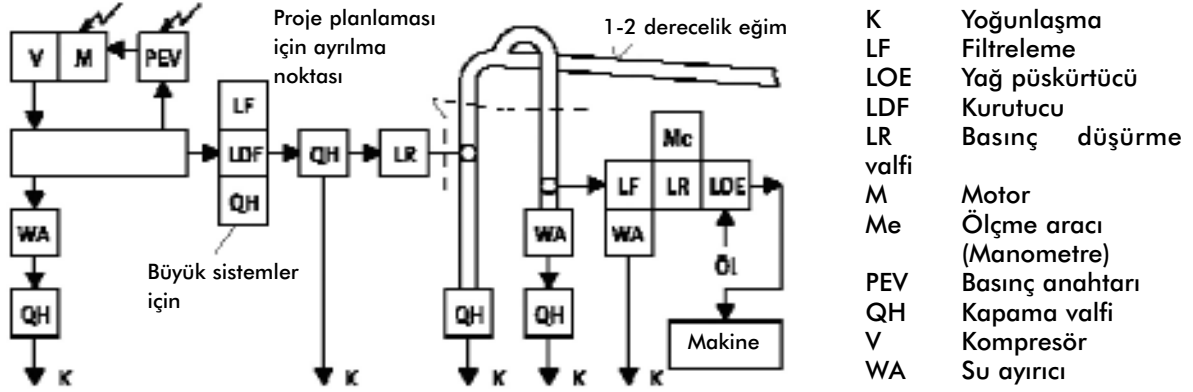 Proje planlaması
için ayrılma
noktası
1-2 derecelik eğim
V M PEV
LF
LDF QH LR
QH
Mc
LF LR LOE
WA WA WA
Büyük sistemler
için
Öl
QH QH QH
Makine
K K K K K
K Yoğunlaşma
LF Filtreleme
LOE Yağ püskürtücü
LDF Kurutucu
LR Basınç düşürme
valfi
M Motor
Me Ölçme aracı
(Manometre)
PEV Basınç anahtarı
QH Kapama valfi
V Kompresör
WA Su ayırıcı